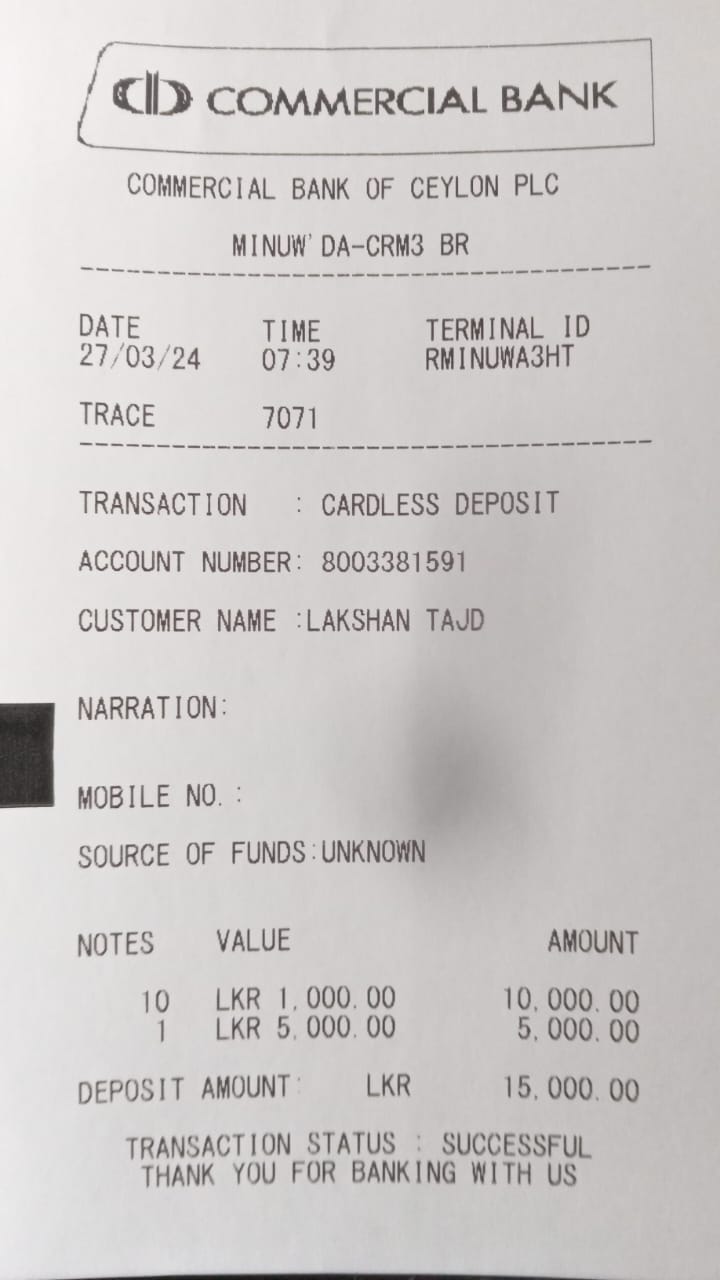 COMMERCIAL BANK
COMMERCIAL BANK OF CEYLON PLC
MINUW'DA-CRM3 BR
DATE TIME TERMINAL ID
27/03/24 07:39 RMINUWA3HT
TRACE 7071
TRANSACTION : CARDLESS DEPOSIT
ACCOUNT NUMBER: 8003381591
CUSTOMER NAME :LAKSHAN TAJD
NARRATION:
MOBILE NO. :
SOURCE OF FUNDS:UNKNOWN
NOTES VALUE AMOUNT
10 LKR 1,000.00 10,000.00
1 LKR 5,000.00 5,000.00
DEPOSIT AMOUNT: LKR 15,000.00
TRANSACTION STATUS : SUCCESSFUL
THANK YOU FOR BANKING WITH US